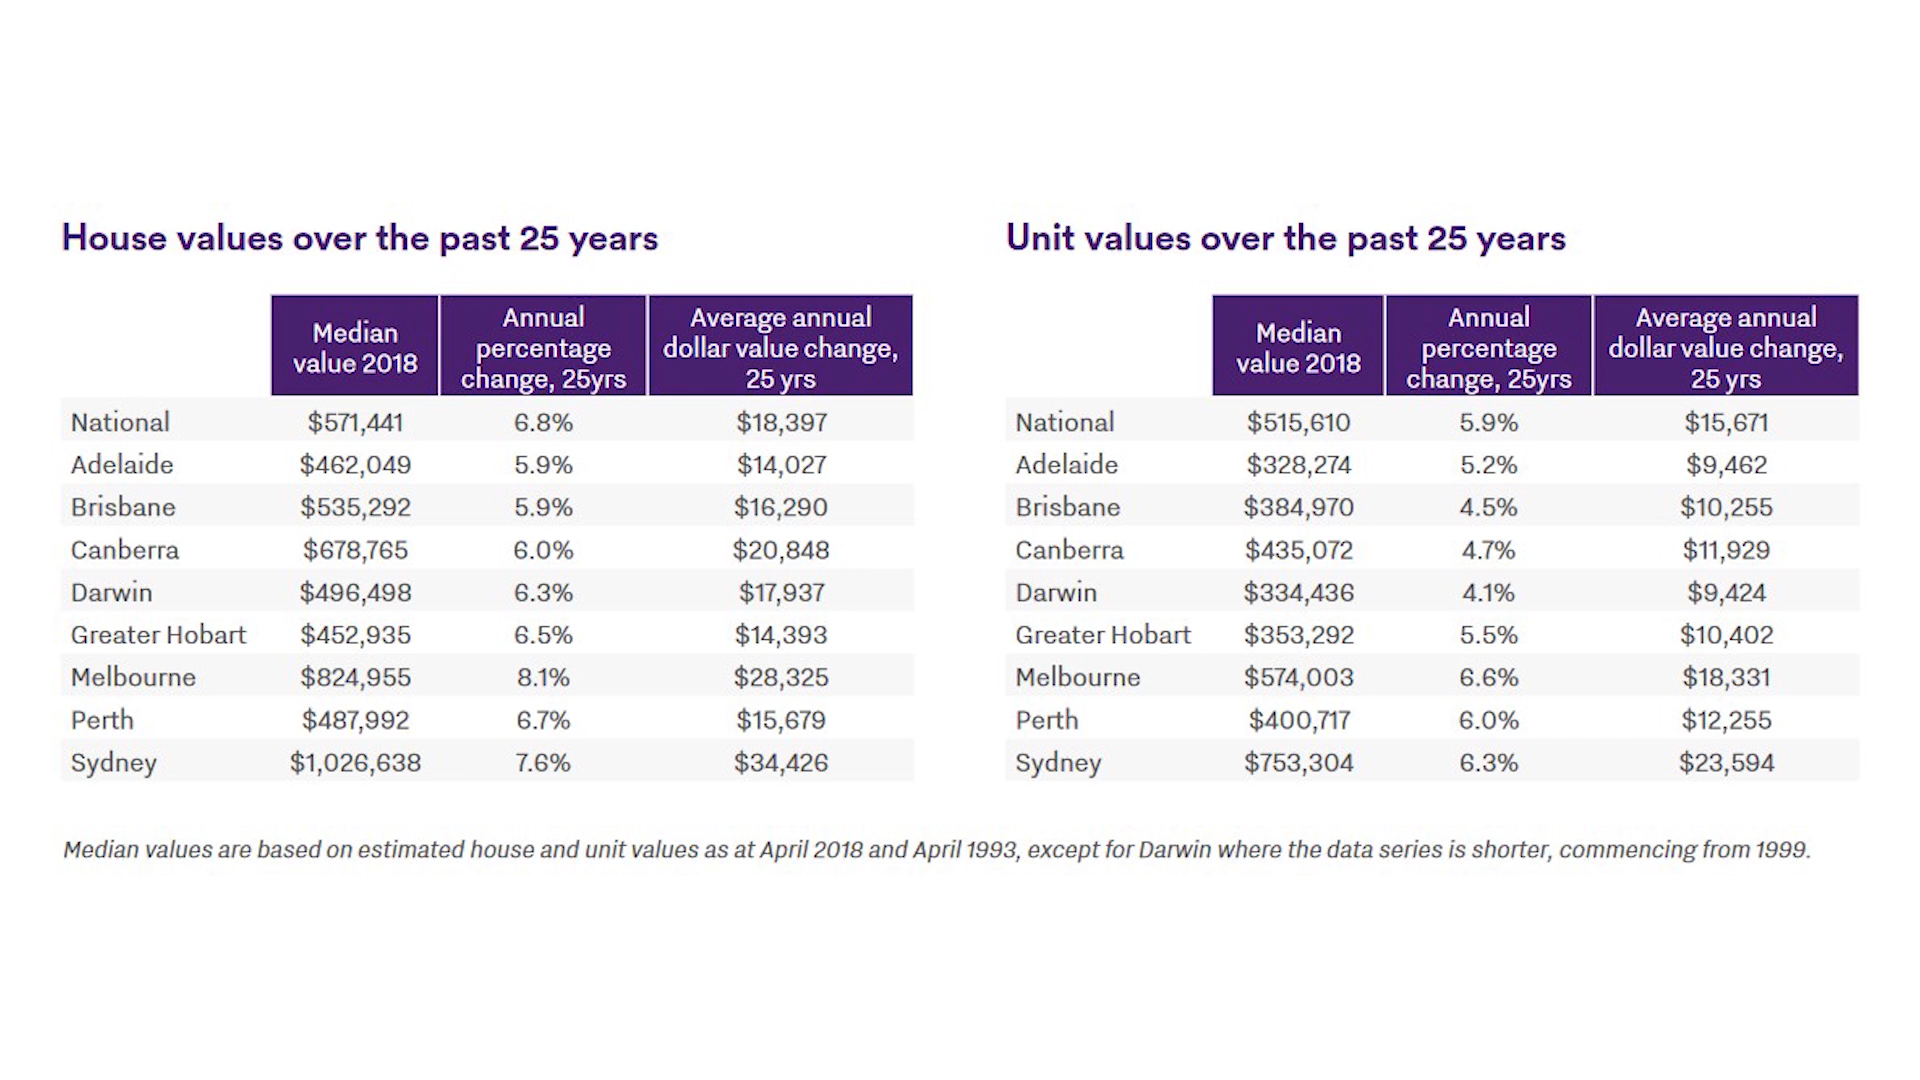 House values over the past 25 years
Median value 2018 Annual percentage change, 25yrs Average annual dollar value change, 25 yrs
National $571,441 6.8% $18,397
Adelaide $462,049 5.9% $14,027
Brisbane $535,292 5.9% $16,290
Canberra $678,765 6.0% $20,848
Darwin $496,498 6.3% $17,937
Greater Hobart $452,935 6.5% $14,393
Melbourne $824,955 8.1% $28,325
Perth $487,992 6.7% $15,679
Sydney $1,026,638 7.6% $34,426
Unit values over the past 25 years
Median value 2018 Annual percentage change, 25yrs Average annual dollar value change, 25 yrs
National $515,610 5.9% $15,671
Adelaide $328,274 5.2% $9,462
Brisbane $384,970 4.5% $10,255
Canberra $435,072 4.7% $11,929
Darwin $334,436 4.1% $9,424
Greater Hobart $353,292 5.5% $10,402
Melbourne $574,003 6.6% $18,331
Perth $400,717 6.0% $12,255
Sydney $753,304 6.3% $23,594
Median values are based on estimated house and unit values as at April 2018 and April 1993, except for Darwin where the data series is shorter, commencing from 1999.